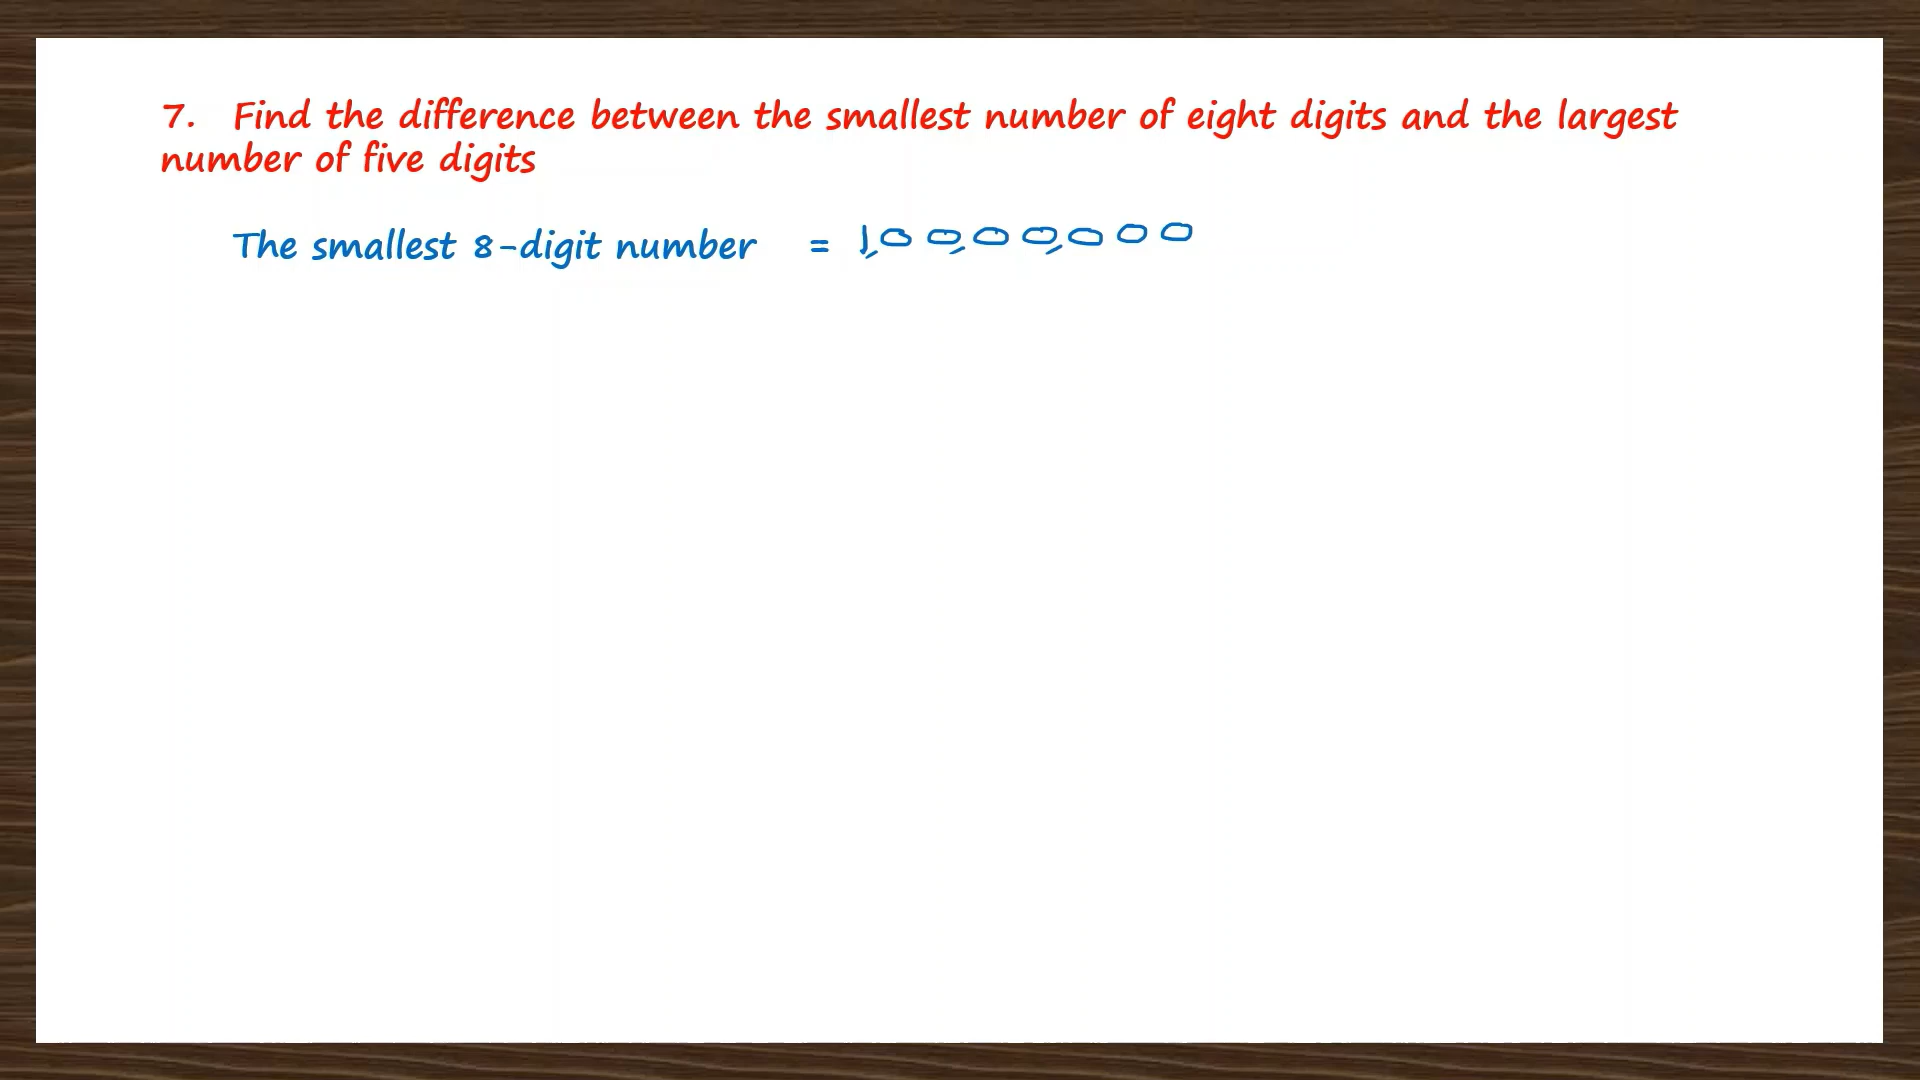 7. Find the difference between the smallest number of eight digits and the largest
number of five digits
The smallest 8-digit number = 1,00,00,000